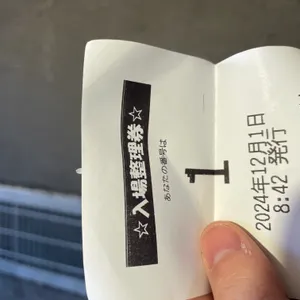 ☆入場整理券☆
あなたの番号は
1
2024年12月1日
8:42 発行